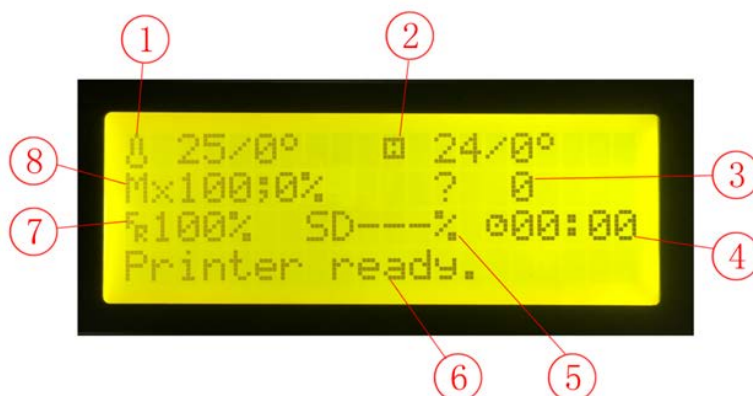 1 2
25/0° 24/0°
8 Mx100;0% ? 0 3
7 FR100% SD---% 00:00 4
Printer ready.
6 5